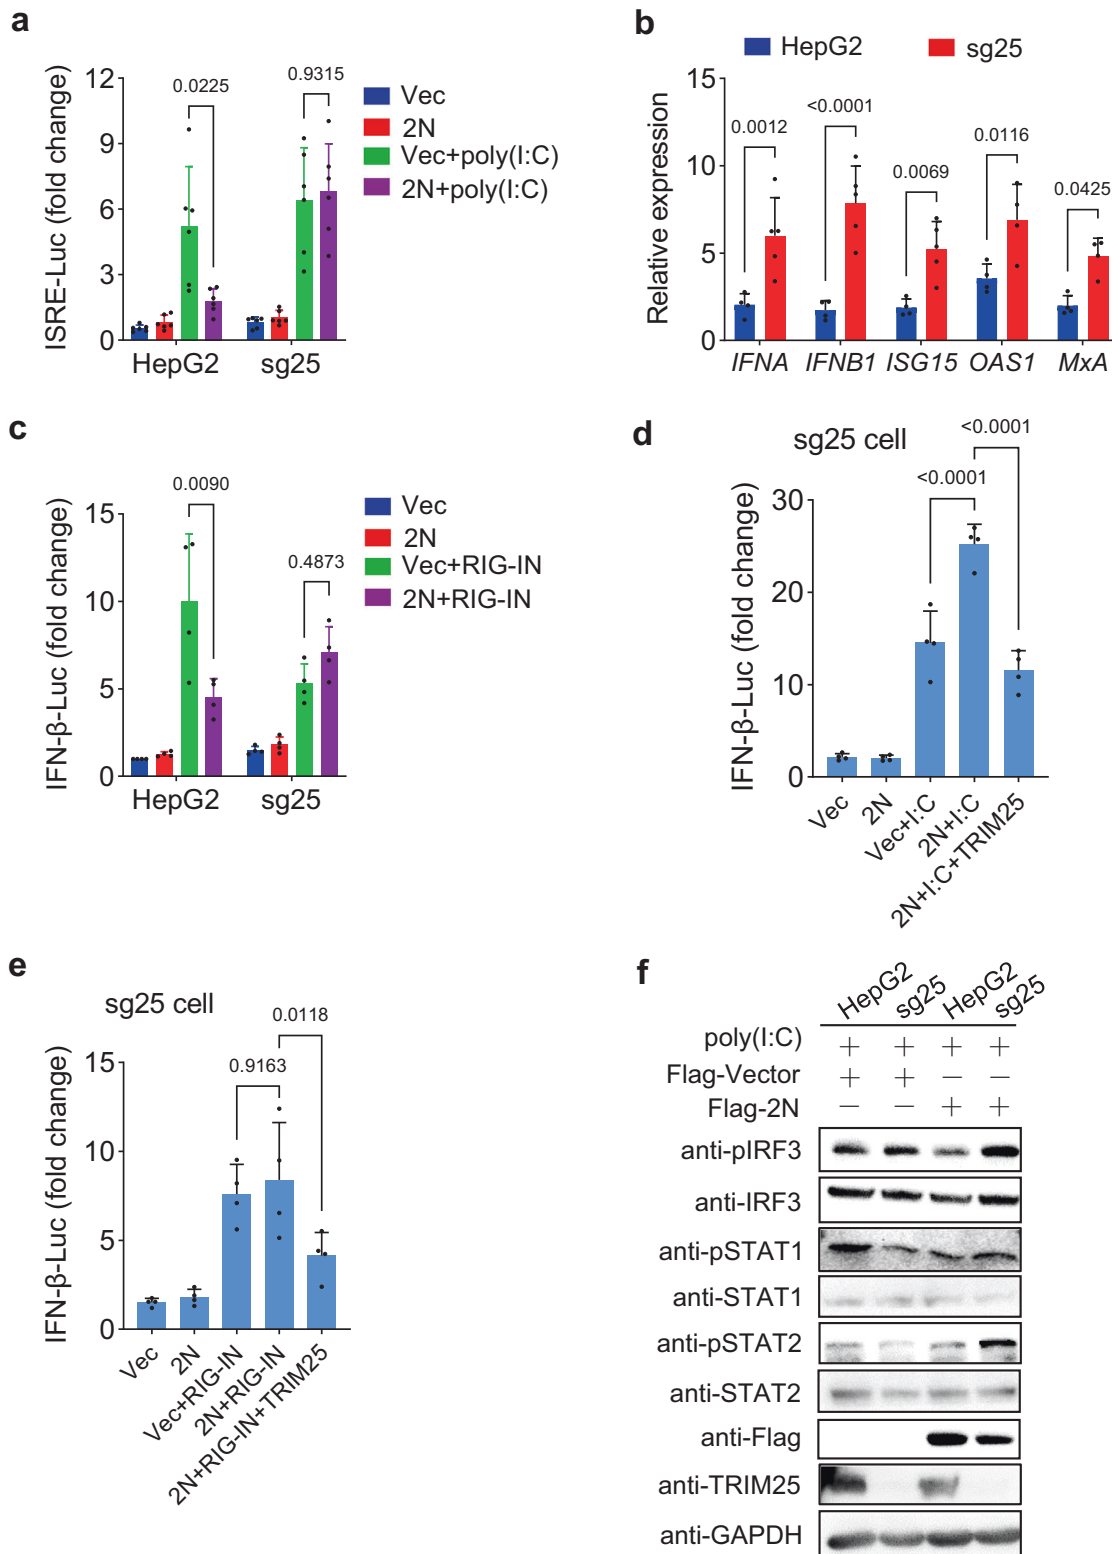 a
ISRE-Luc (fold change)
12
9
6
3
0
0.0225
0.9315
HepG2
sg25
Vec
2N
Vec+poly(I:C)
2N+poly(I:C)
b
HepG2
sg25
Relative expression
15
10
5
0
0.0012
<0.0001
0.0069
0.0116
0.0425
IFNA
IFNB1
ISG15
OAS1
MxA
c
IFN-β-Luc (fold change)
15
10
5
0
0.0090
0.4873
HepG2
sg25
Vec
2N
Vec+RIG-IN
2N+RIG-IN
d
sg25 cell
IFN-β-Luc (fold change)
30
20
10
0
<0.0001
<0.0001
Vec
2N
Vec+I:C
2N+I:C
2N+I:C+TRIM25
e
sg25 cell
IFN-β-Luc (fold change)
15
10
5
0
0.9163
0.0118
Vec
2N
Vec+RIG-IN
2N+RIG-IN
2N+RIG-IN+TRIM25
f
HepG2 sg25 HepG2 sg25
poly(I:C) + + + +
Flag-Vector + + − −
Flag-2N − − + +
anti-pIRF3
anti-IRF3
anti-pSTAT1
anti-STAT1
anti-pSTAT2
anti-STAT2
anti-Flag
anti-TRIM25
anti-GAPDH